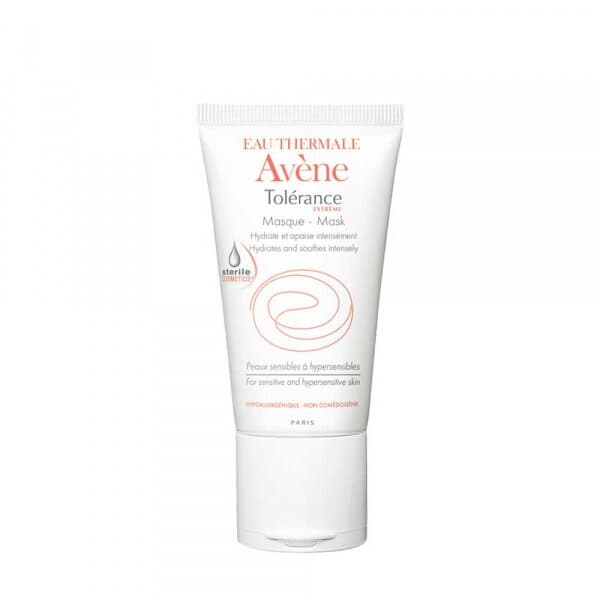 EAU THERMALE
Avène
Tolérance
EXTRÊME
Masque - Mask
Hydrate et apaise intensément
Hydrates and soothes intensely
sterile
COSMETICS
Peaux sensibles à hypersensibles
For sensitive and hypersensitive skin
HYPOALLERGÉNIQUE - NON COMÉDOGÈNE
PARIS